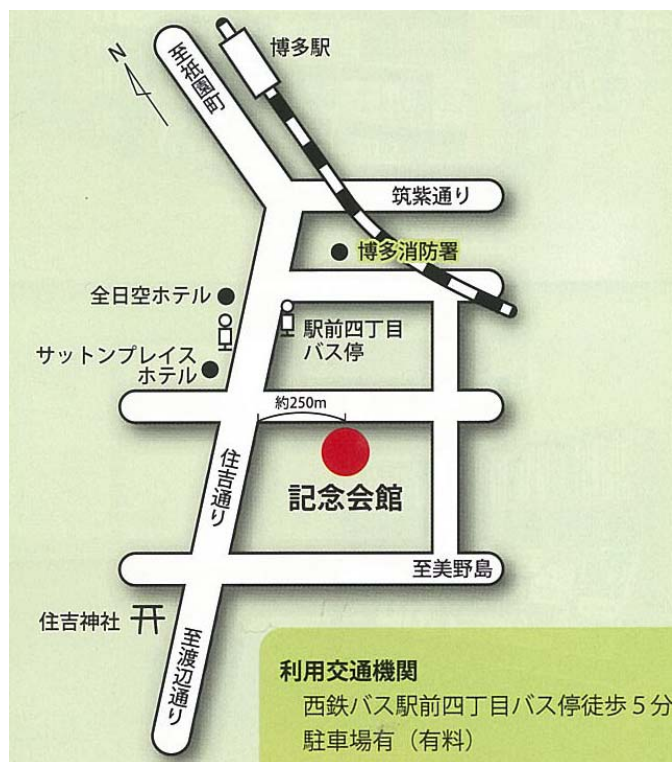 N
至祇園町
博多駅
筑紫通り
博多消防署
全日空ホテル
駅前四丁目
バス停
サットンプレイス
ホテル
約250m
記念会館
住吉通り
至美野島
住吉神社
至渡辺通り
利用交通機関
西鉄バス駅前四丁目バス停徒歩5分
駐車場有（有料）